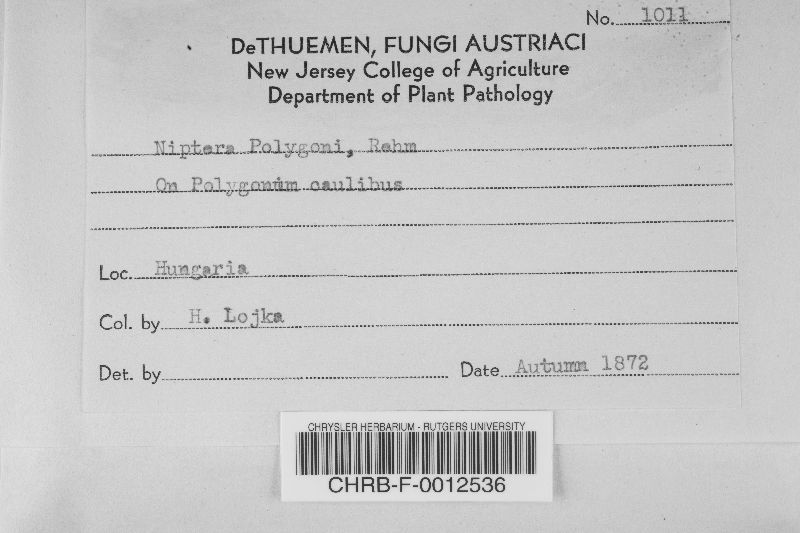 No. 1011
DeTHUEMEN, FUNGI AUSTRIACI
New Jersey College of Agriculture
Department of Plant Pathology
Niptera Polygoni, Rehm
On Polygonum caulibus
Loc. Hungaria
Col. by H. Lojka
Det. by Date Autumn 1872
CHRYSLER HERBARIUM - RUTGERS UNIVERSITY
CHRB-F-0012536